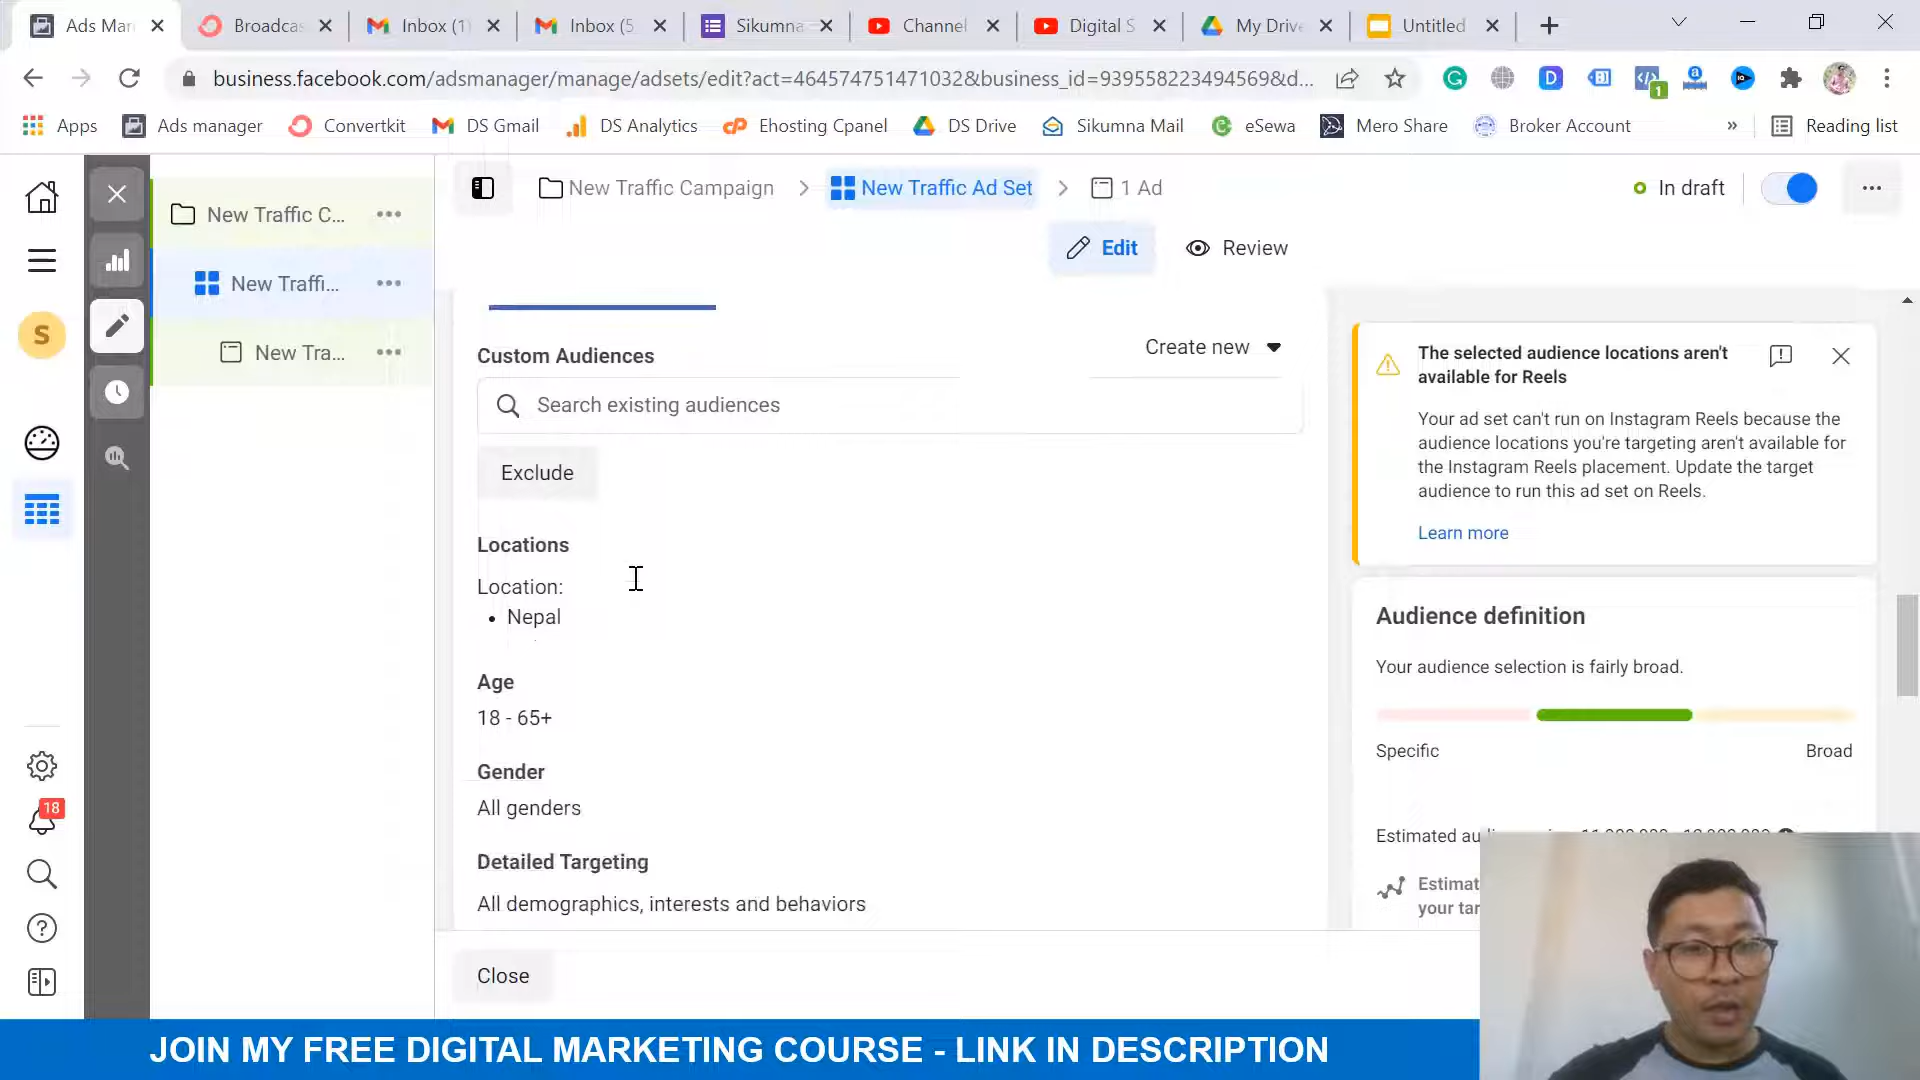 Ads Mar
Broadcas
Inbox (1)
Inbox (5
Sikumna
Channel
Digital S
My Drive
Untitled
business.facebook.com/adsmanager/manage/adsets/edit?act=464574751471032&business_id=939558223494569&d...
Apps
Ads manager
Convertkit
DS Gmail
DS Analytics
Ehosting Cpanel
DS Drive
Sikumna Mail
eSewa
Mero Share
Broker Account
»
Reading list
New Traffic Campaign
New Traffic Ad Set
1 Ad
In draft
Edit
Review
New Traffic C...
New Traffi...
New Tra...
S
18
Custom Audiences
Create new
Search existing audiences
Exclude
Locations
Location:
• Nepal
Age
18 - 65+
Gender
All genders
Detailed Targeting
All demographics, interests and behaviors
Close
The selected audience locations aren't
available for Reels
Your ad set can't run on Instagram Reels because the
audience locations you're targeting aren't available for
the Instagram Reels placement. Update the target
audience to run this ad set on Reels.
Learn more
Audience definition
Your audience selection is fairly broad.
Specific
Broad
Estimated
Estimat
your tar
JOIN MY FREE DIGITAL MARKETING COURSE - LINK IN DESCRIPTION